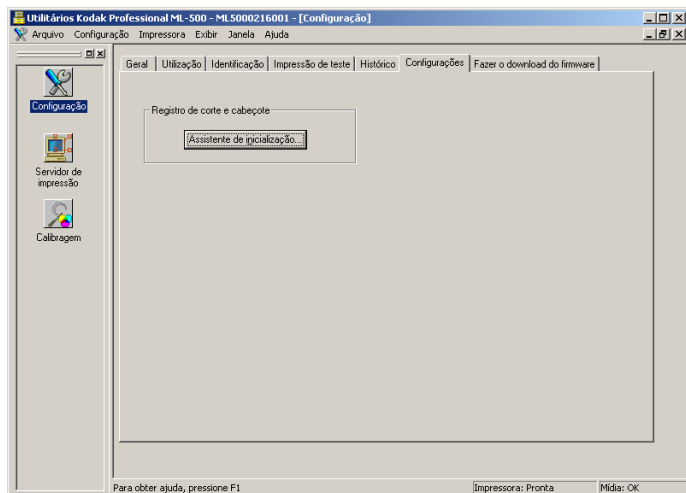 Utilitários Kodak Professional ML-500 - ML5000216001 - [Configuração]
Arquivo Configuração Impressora Exibir Janela Ajuda
Geral Utilização Identificação Impressão de teste Histórico Configurações Fazer o download do firmware
Configuração
Servidor de
impressão
Calibragem
Registro de corte e cabeçote
Assistente de inicialização...
Para obter ajuda, pressione F1 Impressora: Pronta Mídia: OK